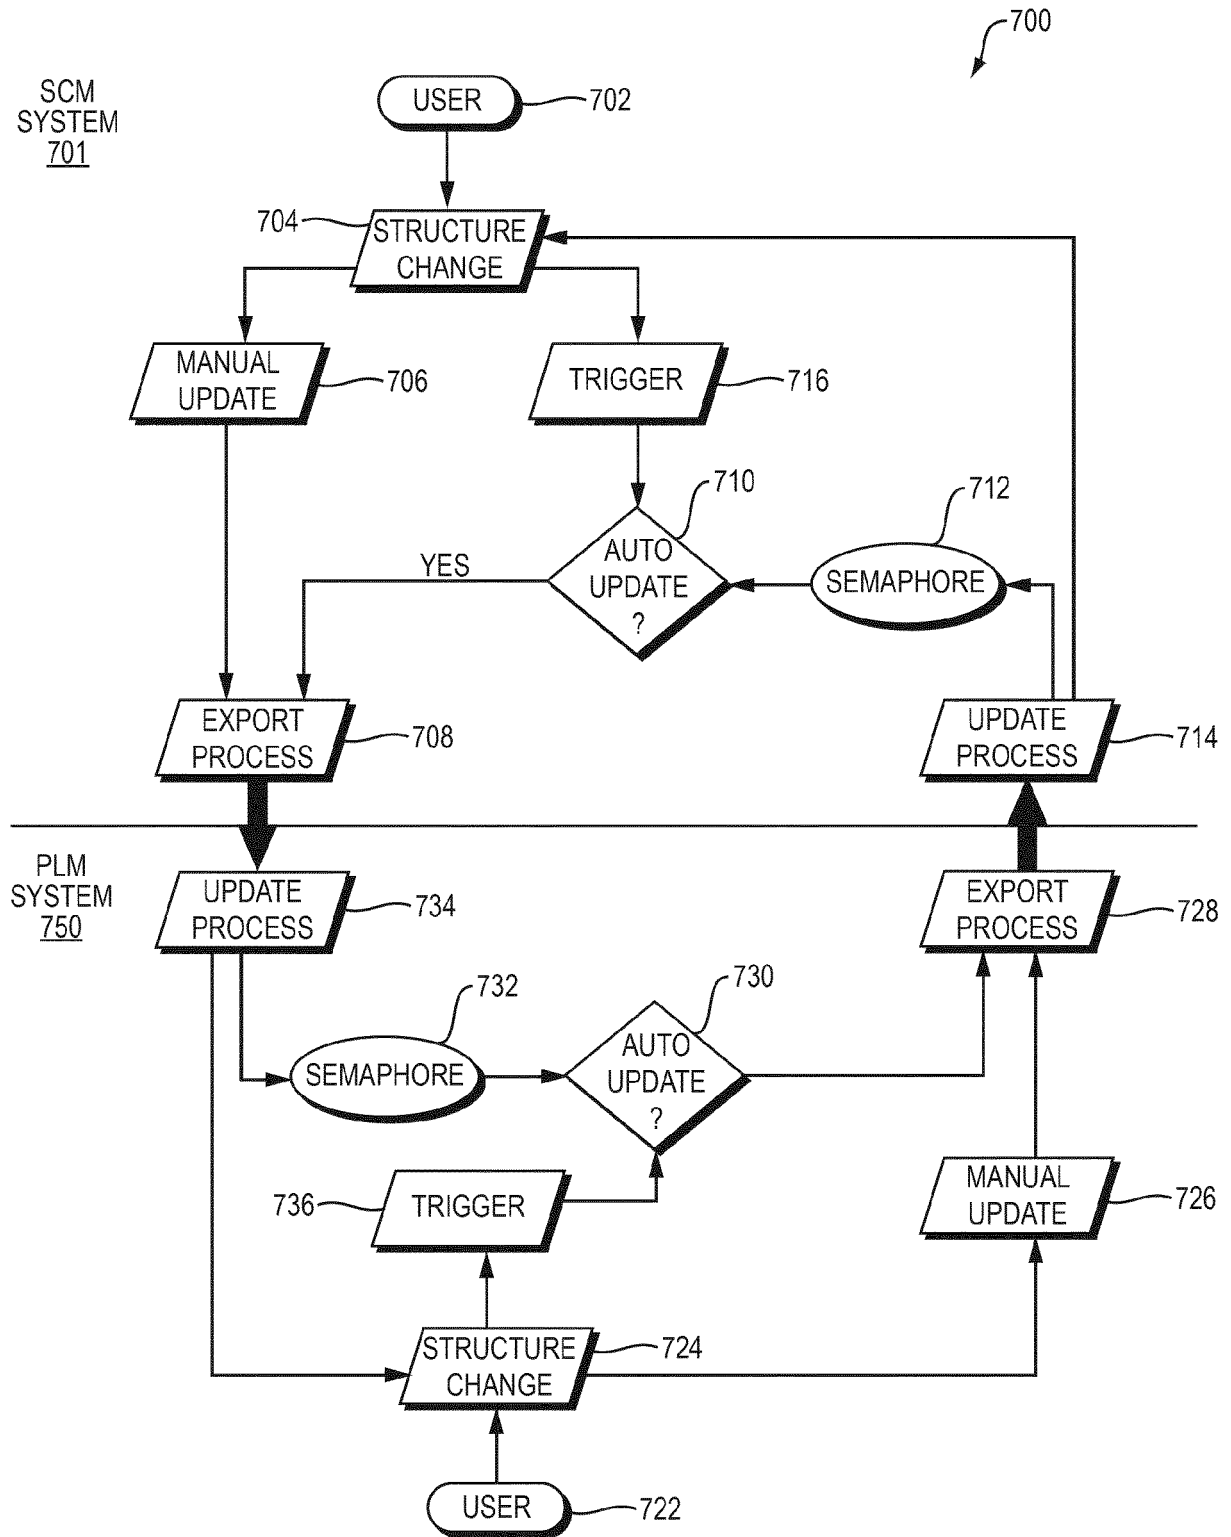 700
SCM
SYSTEM
701
USER
702
704
STRUCTURE
CHANGE
MANUAL
UPDATE
706
TRIGGER
716
710
712
AUTO
UPDATE
?
YES
SEMAPHORE
EXPORT
PROCESS
708
UPDATE
PROCESS
714
PLM
SYSTEM
750
UPDATE
PROCESS
734
EXPORT
PROCESS
728
732
730
SEMAPHORE
AUTO
UPDATE
?
736
TRIGGER
MANUAL
UPDATE
726
STRUCTURE
CHANGE
724
USER
722